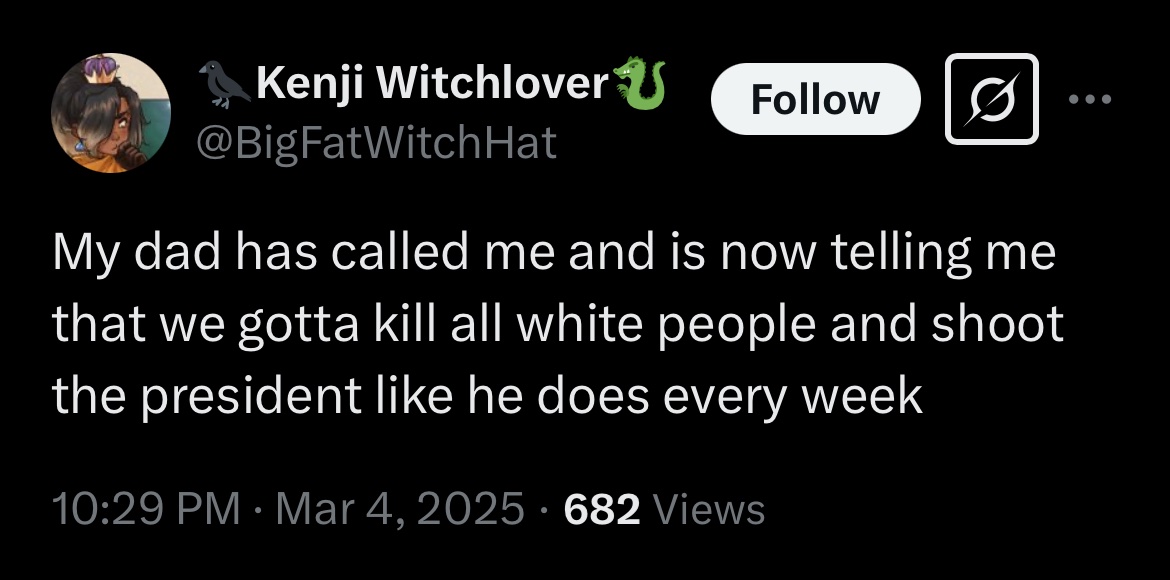 🐦‍⬛Kenji Witchlover🐉
Follow
@BigFatWitchHat
My dad has called me and is now telling me
that we gotta kill all white people and shoot
the president like he does every week
10:29 PM · Mar 4, 2025 · 682 Views